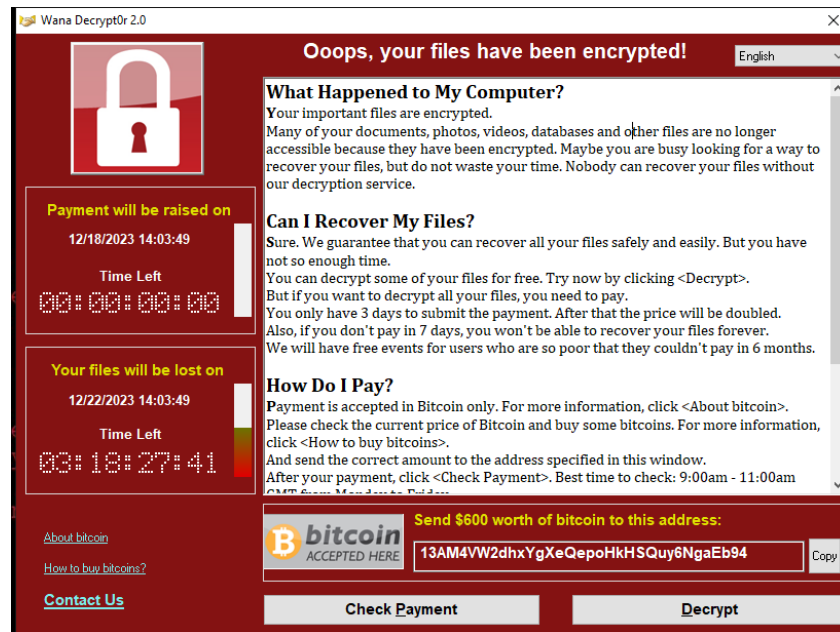 Wana Decrypt0r 2.0
Ooops, your files have been encrypted!
English
What Happened to My Computer?
Your important files are encrypted.
Many of your documents, photos, videos, databases and other files are no longer
accessible because they have been encrypted. Maybe you are busy looking for a way to
recover your files, but do not waste your time. Nobody can recover your files without
our decryption service.
Can I Recover My Files?
Sure. We guarantee that you can recover all your files safely and easily. But you have
not so enough time.
You can decrypt some of your files for free. Try now by clicking <Decrypt>.
But if you want to decrypt all your files, you need to pay.
You only have 3 days to submit the payment. After that the price will be doubled.
Also, if you don't pay in 7 days, you won't be able to recover your files forever.
We will have free events for users who are so poor that they couldn't pay in 6 months.
How Do I Pay?
Payment is accepted in Bitcoin only. For more information, click <About bitcoin>.
Please check the current price of Bitcoin and buy some bitcoins. For more information,
click <How to buy bitcoins>.
And send the correct amount to the address specified in this window.
After your payment, click <Check Payment>. Best time to check: 9:00am - 11:00am
GMT from Monday to Friday
Payment will be raised on
12/18/2023 14:03:49
Time Left
00:00:00:00
Your files will be lost on
12/22/2023 14:03:49
Time Left
03:18:27:41
About bitcoin
How to buy bitcoins?
Contact Us
bitcoin
ACCEPTED HERE
Send $600 worth of bitcoin to this address:
13AM4VW2dhxYgXeQepoHkHSQuy6NgaEb94
Copy
Check Payment
Decrypt